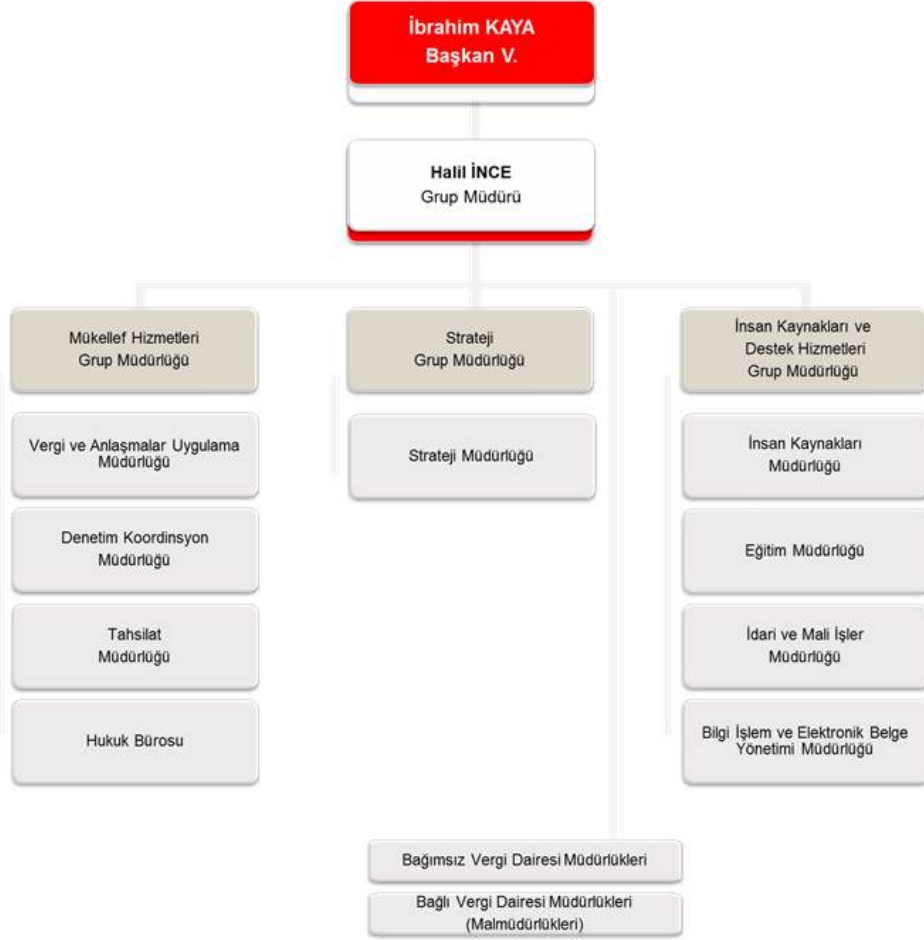 İbrahim KAYA
Başkan V.
Halil İNCE
Grup Müdürü
Mükellef Hizmetleri
Grup Müdürlüğü
Vergi ve Anlaşmalar Uygulama
Müdürlüğü
Denetim Koordinsyon
Müdürlüğü
Tahsilat
Müdürlüğü
Hukuk Bürosu
Strateji
Grup Müdürlüğü
Strateji Müdürlüğü
İnsan Kaynakları ve
Destek Hizmetleri
Grup Müdürlüğü
İnsan Kaynakları
Müdürlüğü
Eğitim Müdürlüğü
İdari ve Mali İşler
Müdürlüğü
Bilgi İşlem ve Elektronik Belge
Yönetimi Müdürlüğü
Bağımsız Vergi Dairesi Müdürlükleri
Bağlı Vergi Dairesi Müdürlükleri
(Malmüdürlükleri)